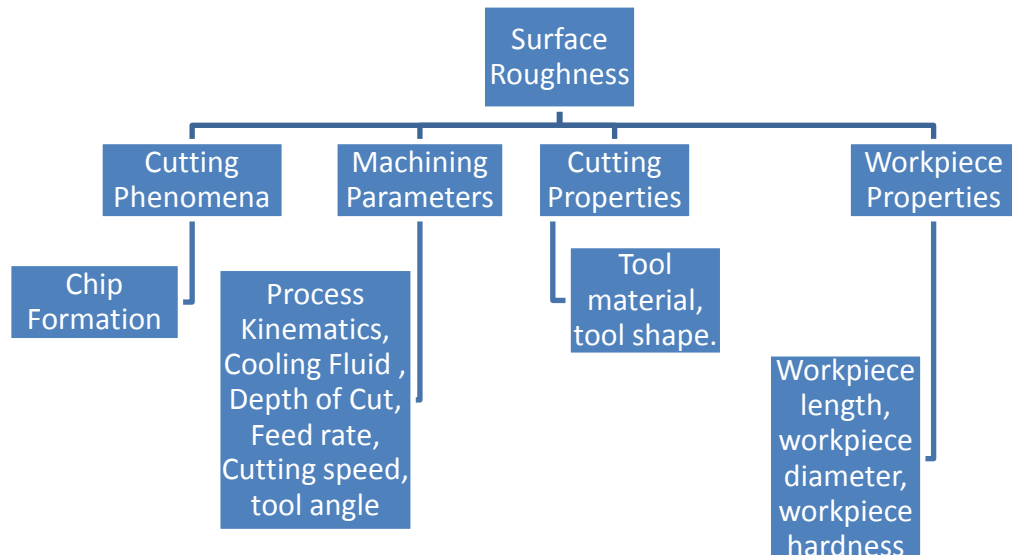 Surface
Roughness
Cutting
Phenomena
Machining
Parameters
Cutting
Properties
Workpiece
Properties
Chip
Formation
Process
Kinematics,
Cooling Fluid ,
Depth of Cut,
Feed rate,
Cutting speed,
tool angle
Tool
material,
tool shape.
Workpiece
length,
workpiece
diameter,
workpiece
hardness